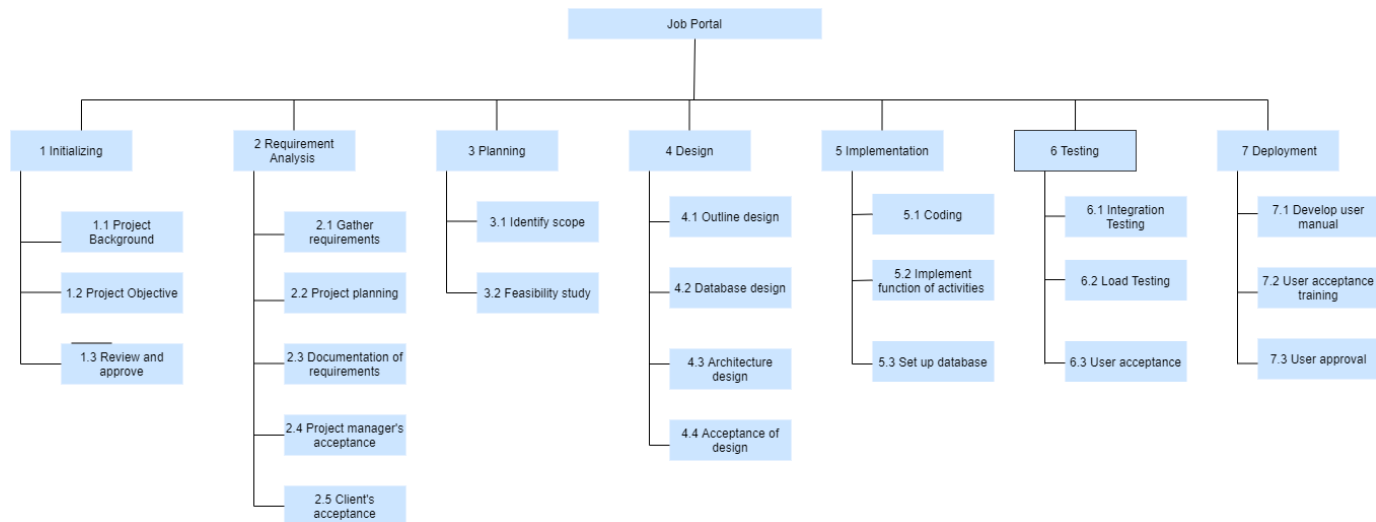 Job Portal
1 Initializing
2 Requirement
Analysis
3 Planning
4 Design
5 Implementation
6 Testing
7 Deployment
1.1 Project
Background
1.2 Project Objective
1.3 Review and
approve
2.1 Gather
requirements
2.2 Project planning
2.3 Documentation of
requirements
2.4 Project manager's
acceptance
2.5 Client's
acceptance
3.1 Identify scope
3.2 Feasibility study
4.1 Outline design
4.2 Database design
4.3 Architecture
design
4.4 Acceptance of
design
5.1 Coding
5.2 Implement
function of activities
5.3 Set up database
6.1 Integration
Testing
6.2 Load Testing
6.3 User acceptance
7.1 Develop user
manual
7.2 User acceptance
training
7.3 User approval